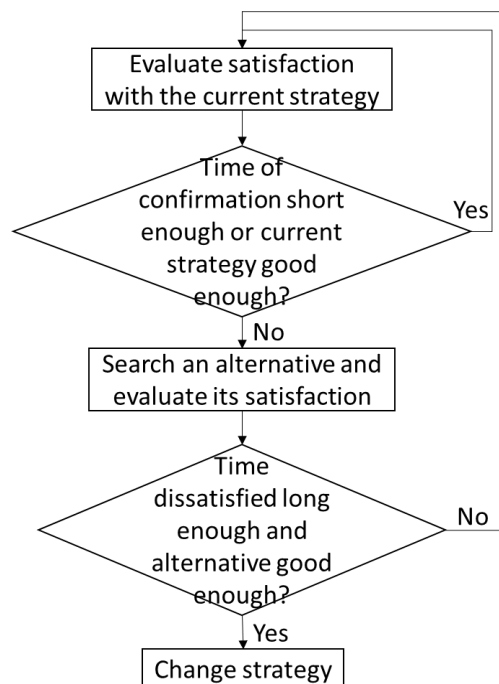 Evaluate satisfaction
with the current strategy
Time of
confirmation short
enough or current
strategy good
enough?
Yes
No
Search an alternative and
evaluate its satisfaction
Time
dissatisfied long
enough and
alternative good
enough?
No
Yes
Change strategy